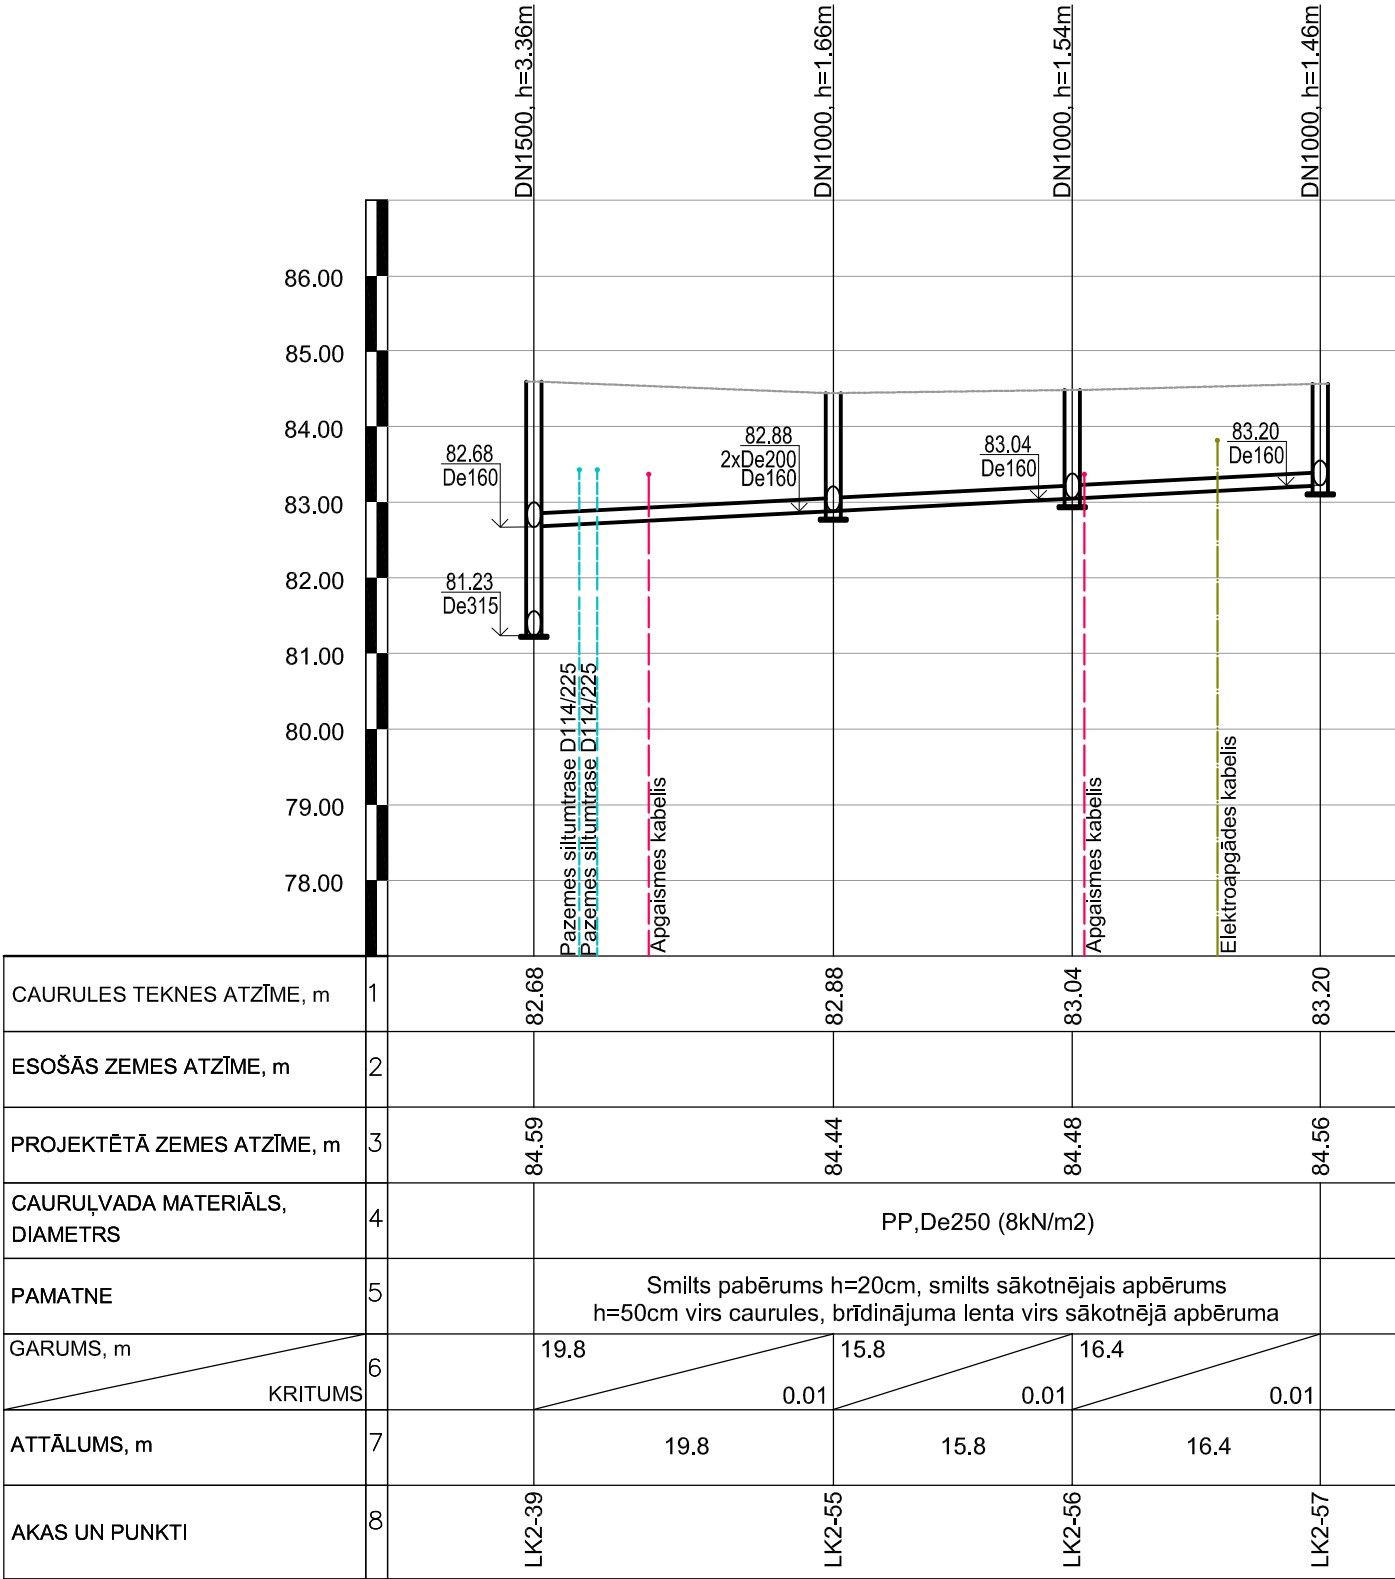 DN1500, h=3.36m
DN1000, h=1.66m
DN1000, h=1.54m
DN1000, h=1.46m
86.00
85.00
84.00
83.00
82.00
81.00
80.00
79.00
78.00
82.68
De160
81.23
De315
82.88
2xDe200
De160
83.04
De160
83.20
De160
Pazemes siltumtrase D114/225
Pazemes siltumtrase D114/225
Apgaismes kabelis
Apgaismes kabelis
Elektroapgādes kabelis
CAURULES TEKNES ATZĪME, m
1
82.68
82.88
83.04
83.20
ESOŠĀS ZEMES ATZĪME, m
2
PROJEKTĒTĀ ZEMES ATZĪME, m
3
84.59
84.44
84.48
84.56
CAURUĻVADA MATERIĀLS,
DIAMETRS
4
PP,De250 (8kN/m2)
PAMATNE
5
Smilts pabērums h=20cm, smilts sākotnējais apbērums
h=50cm virs caurules, brīdinājuma lenta virs sākotnējā apbēruma
GARUMS, m
KRITUMS
6
19.8
0.01
15.8
0.01
16.4
0.01
ATTĀLUMS, m
7
19.8
15.8
16.4
AKAS UN PUNKTI
8
LK2-39
LK2-55
LK2-56
LK2-57